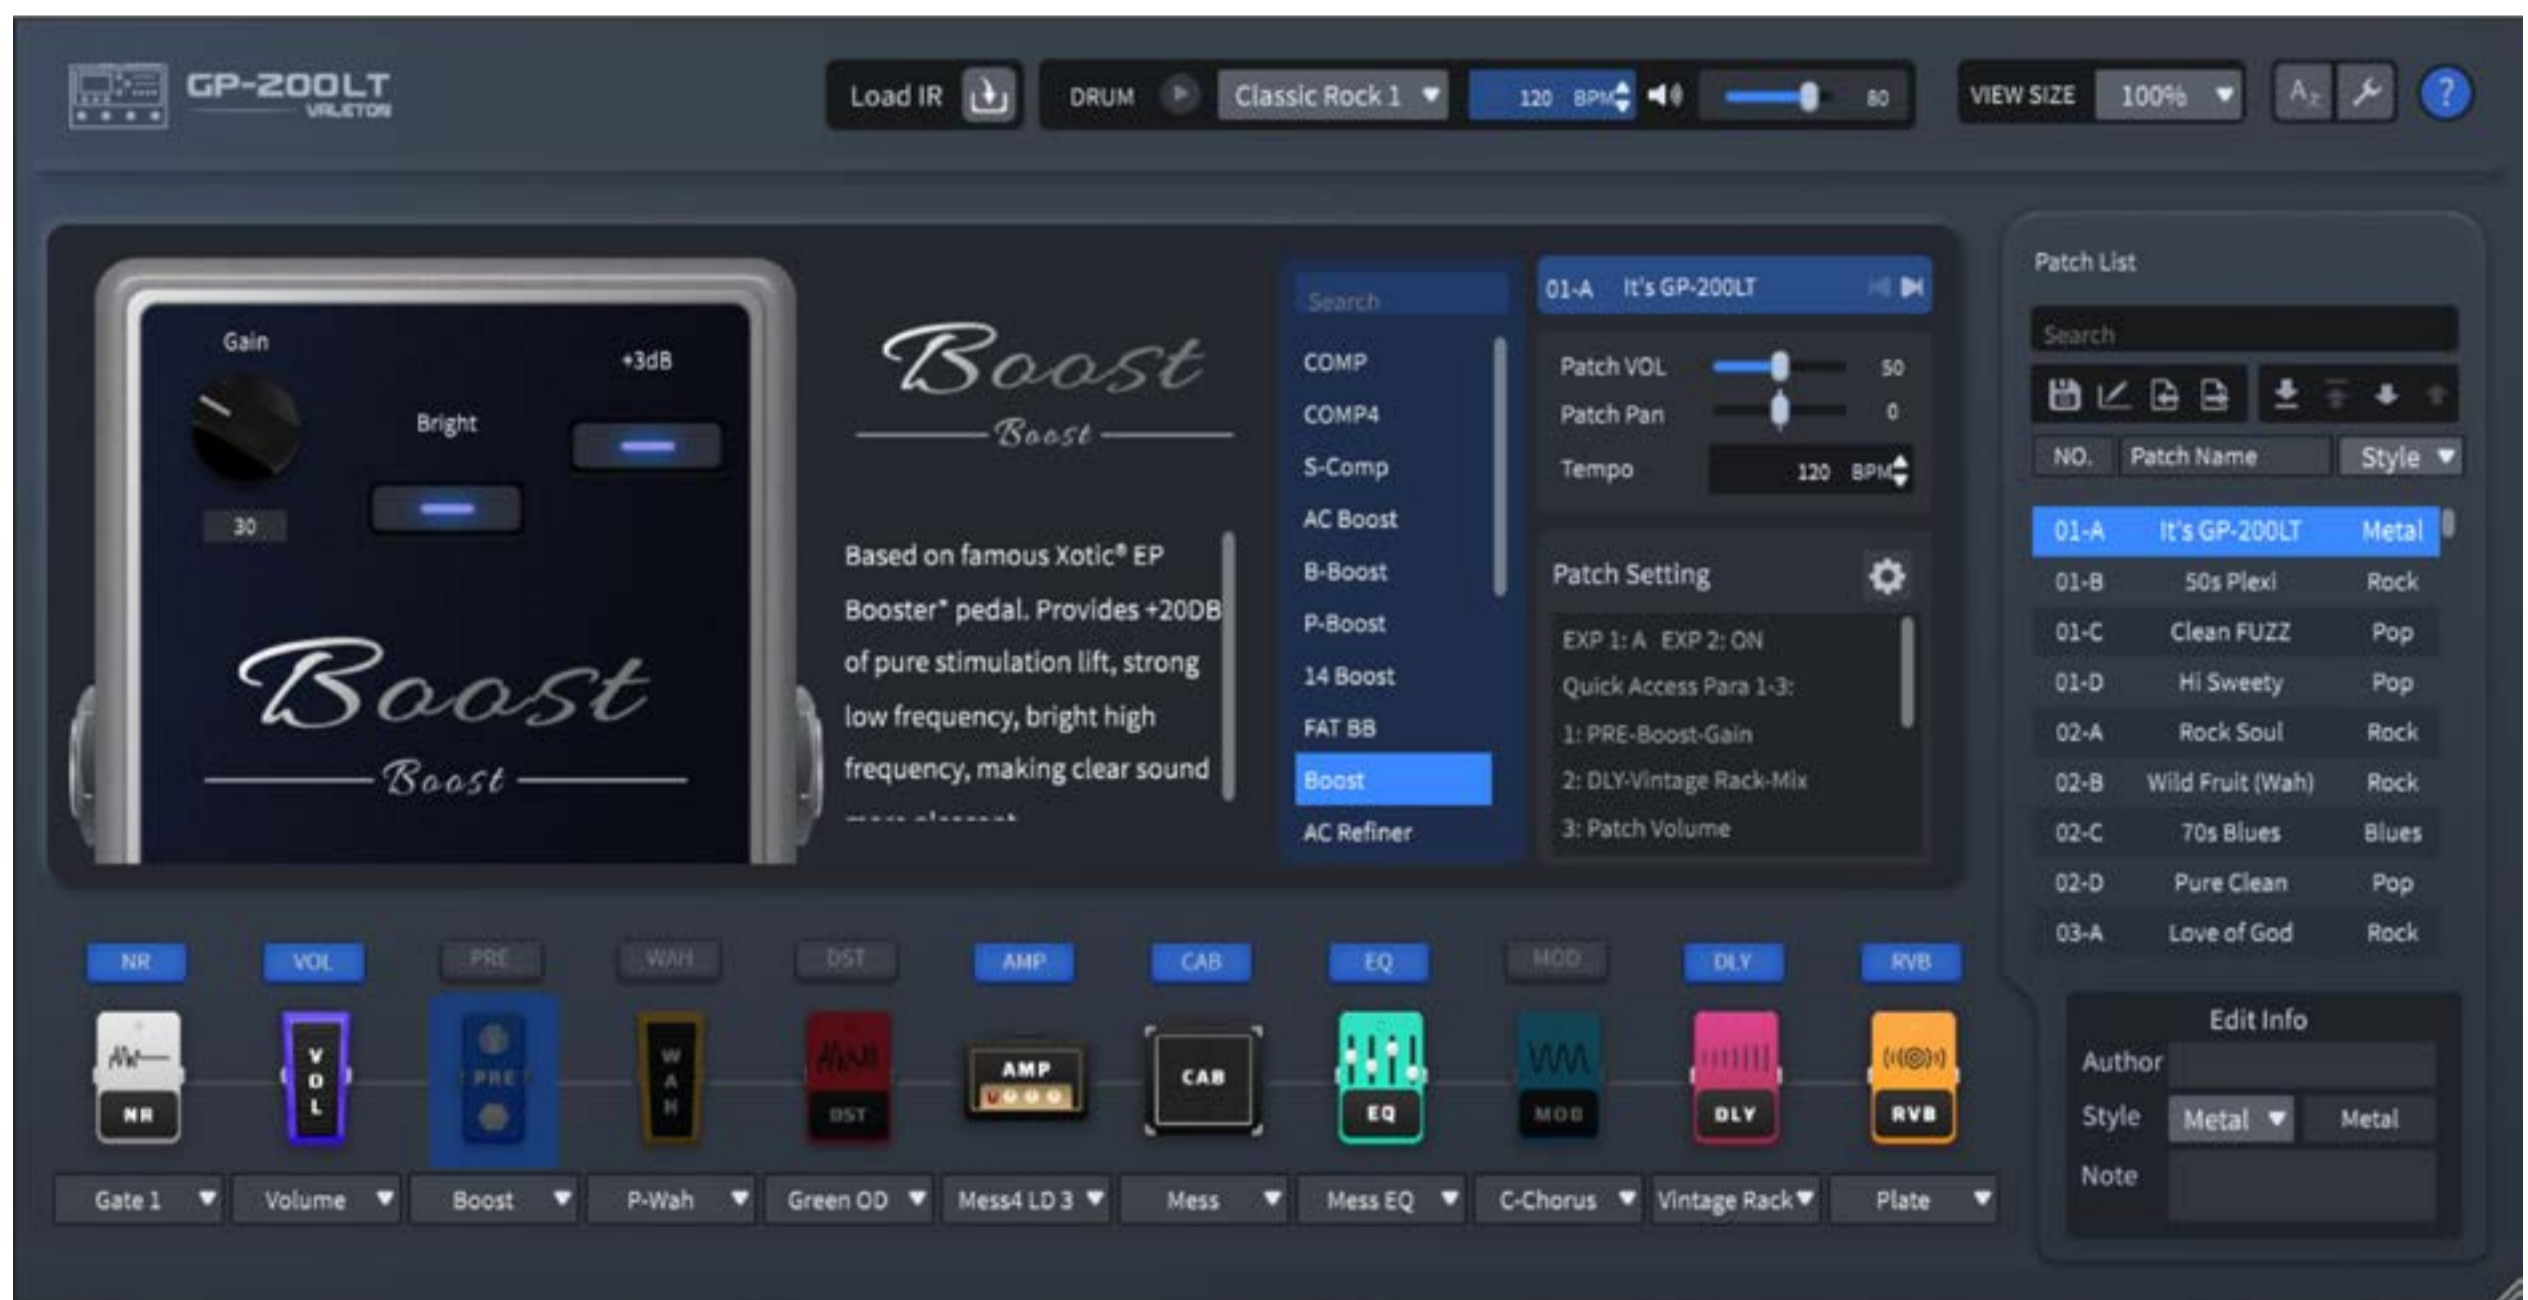 GP-200LT
VALETON
Load IR
DRUM
Classic Rock 1
120 BPM
80
VIEW SIZE
100%
?
Gain
+3dB
Bright
30
Boost
Boost
Boost
Boost
Based on famous Xotic® EP
Booster* pedal. Provides +20DB
of pure stimulation lift, strong
low frequency, bright high
frequency, making clear sound
more pleasant
Search
COMP
COMP4
S-Comp
AC Boost
B-Boost
P-Boost
14 Boost
FAT BB
Boost
AC Refiner
01-A It's GP-200LT
Patch VOL 50
Patch Pan 0
Tempo 120 BPM
Patch Setting
EXP 1: A EXP 2: ON
Quick Access Para 1-3:
1: PRE-Boost-Gain
2: DLY-Vintage Rack-Mix
3: Patch Volume
Patch List
Search
NO. Patch Name Style
01-A It's GP-200LT Metal
01-B 50s Plexi Rock
01-C Clean FUZZ Pop
01-D Hi Sweety Pop
02-A Rock Soul Rock
02-B Wild Fruit (Wah) Rock
02-C 70s Blues Blues
02-D Pure Clean Pop
03-A Love of God Rock
Edit Info
Author
Style Metal Metal
Note
NR VOL PRE WAH DST AMP CAB EQ MOD DLY RVB
NR VOL PRE WAH DST AMP CAB EQ MOD DLY RVB
Gate 1 Volume Boost P-Wah Green OD Mess4 LD 3 Mess Mess EQ C-Chorus Vintage Rack Plate